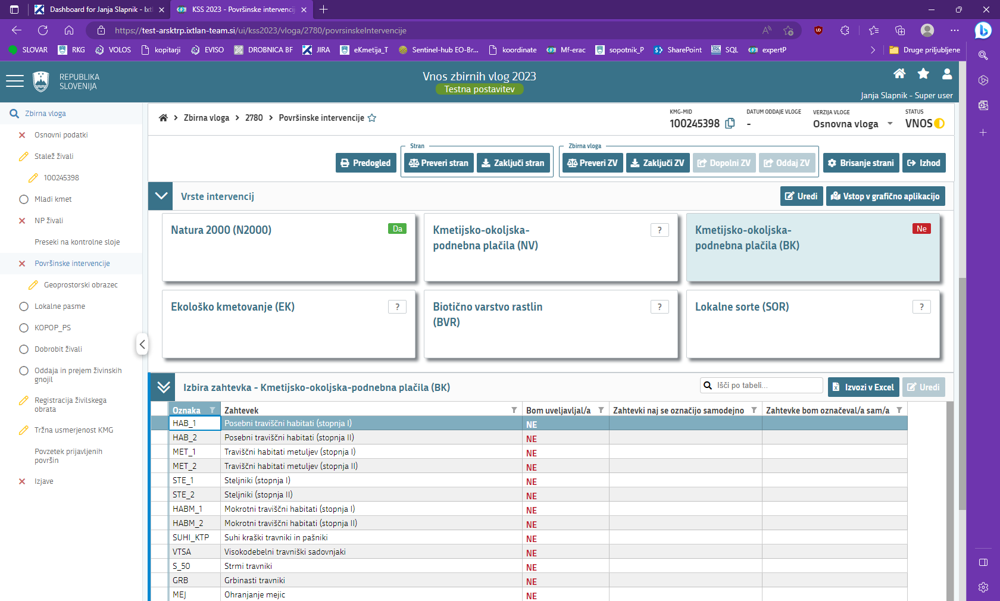 Dashboard for Janja Slapnik - Ixt
KSS 2023 - Površinske intervencij
https://test-arsktrp.ixtlan-team.si/ui/kss2023/vloga/2780/povrsinskeIntervencije
SLOVAR
RKG
VOLOS
kopitarji
EVISO
DROBNICA BF
JIRA
eKmetija_T
Sentinel-hub EO-Br...
koordinate
Mf-erac
sopotnik_P
SharePoint
SQL
expertP
Druge priljubljene
REPUBLIKA
SLOVENIJA
Vnos zbirnih vlog 2023
Testna postavitev
Janja Slapnik - Super user
Zbirna vloga
Osnovni podatki
Stalež živali
100245398
Mladi kmet
NP živali
Preseki na kontrolne sloje
Površinske intervencije
Geoprostorski obrazec
Lokalne pasme
KOPOP_PS
Dobrobit živali
Oddaja in prejem živinskih
gnojil
Registracija živilskega
obrata
Tržna usmerjenost KMG
Povzetek prijavljenih
površin
Izjave
Zbirna vloga > 2780 > Površinske intervencije
KMG-MID
100245398
DATUM ODDAJE VLOGE
-
VERZIJA VLOGE
Osnovna vloga
STATUS
VNOS
Predogled
Stran
Preveri stran
Zaključi stran
Zbirna vloga
Preveri ZV
Zaključi ZV
Dopolni ZV
Oddaj ZV
Brisanje strani
Izhod
Vrste intervencij
Uredi
Vstop v grafično aplikacijo
Natura 2000 (N2000)
Da
Kmetijsko-okoljska-
podnebna plačila (NV)
?
Kmetijsko-okoljska-
podnebna plačila (BK)
Ne
Ekološko kmetovanje (EK)
?
Biotično varstvo rastlin
(BVR)
?
Lokalne sorte (SOR)
?
Izbira zahtevka - Kmetijsko-okoljska-podnebna plačila (BK)
Išči po tabeli...
Izvozi v Excel
Uredi
Oznaka Zahtevek Bom uveljavljal/a Zahtevki naj se označijo samodejno Zahtevke bom označeval/a sam/a
HAB_1 Posebni traviščni habitati (stopnja I) NE
HAB_2 Posebni traviščni habitati (stopnja II) NE
MET_1 Traviščni habitati metuljev (stopnja I) NE
MET_2 Traviščni habitati metuljev (stopnja II) NE
STE_1 Steljniki (stopnja I) NE
STE_2 Steljniki (stopnja II) NE
HABM_1 Mokrotni traviščni habitati (stopnja I) NE
HABM_2 Mokrotni traviščni habitati (stopnja II) NE
SUHI_KTP Suhi kraški travniki in pašniki NE
VTSA Visokodebelni travniški sadovnjaki NE
S_50 Strmi travniki NE
GRB Grbinasti travniki NE
MEJ Ohranjanje mejic NE